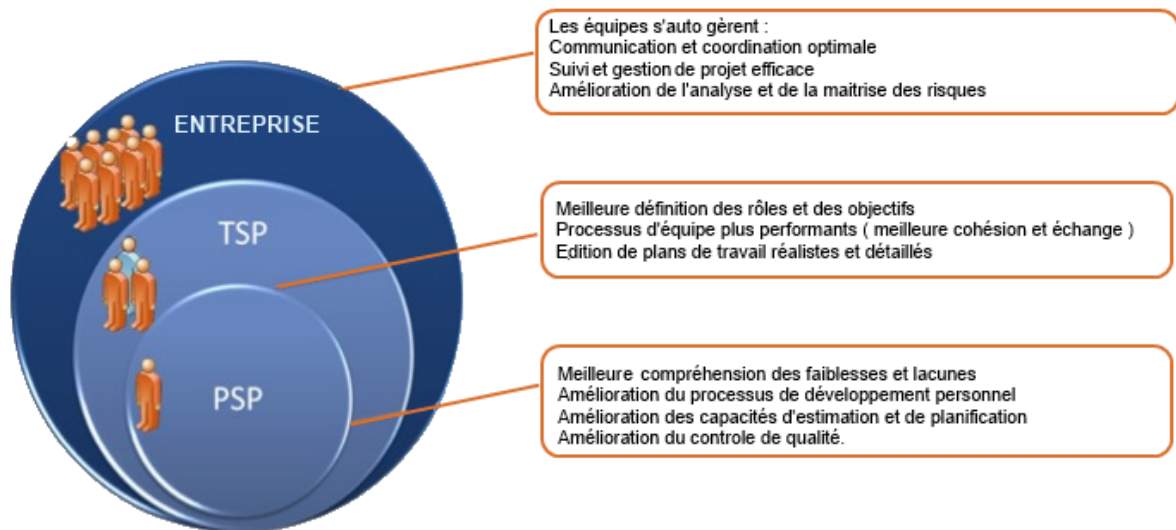 Les équipes s'auto gèrent :
Communication et coordination optimale
Suivi et gestion de projet efficace
Amélioration de l'analyse et de la maitrise des risques
ENTREPRISE
TSP
Meilleure définition des rôles et des objectifs
Processus d'équipe plus performants ( meilleure cohésion et échange )
Edition de plans de travail réalistes et détaillés
PSP
Meilleure compréhension des faiblesses et lacunes
Amélioration du processus de développement personnel
Amélioration des capacités d'estimation et de planification
Amélioration du controle de qualité.